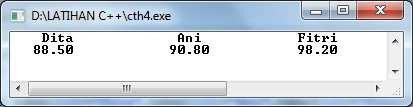 D:\LATIHAN C++\cth4.exe
Dita Ani Fitri
88.50 90.80 98.20